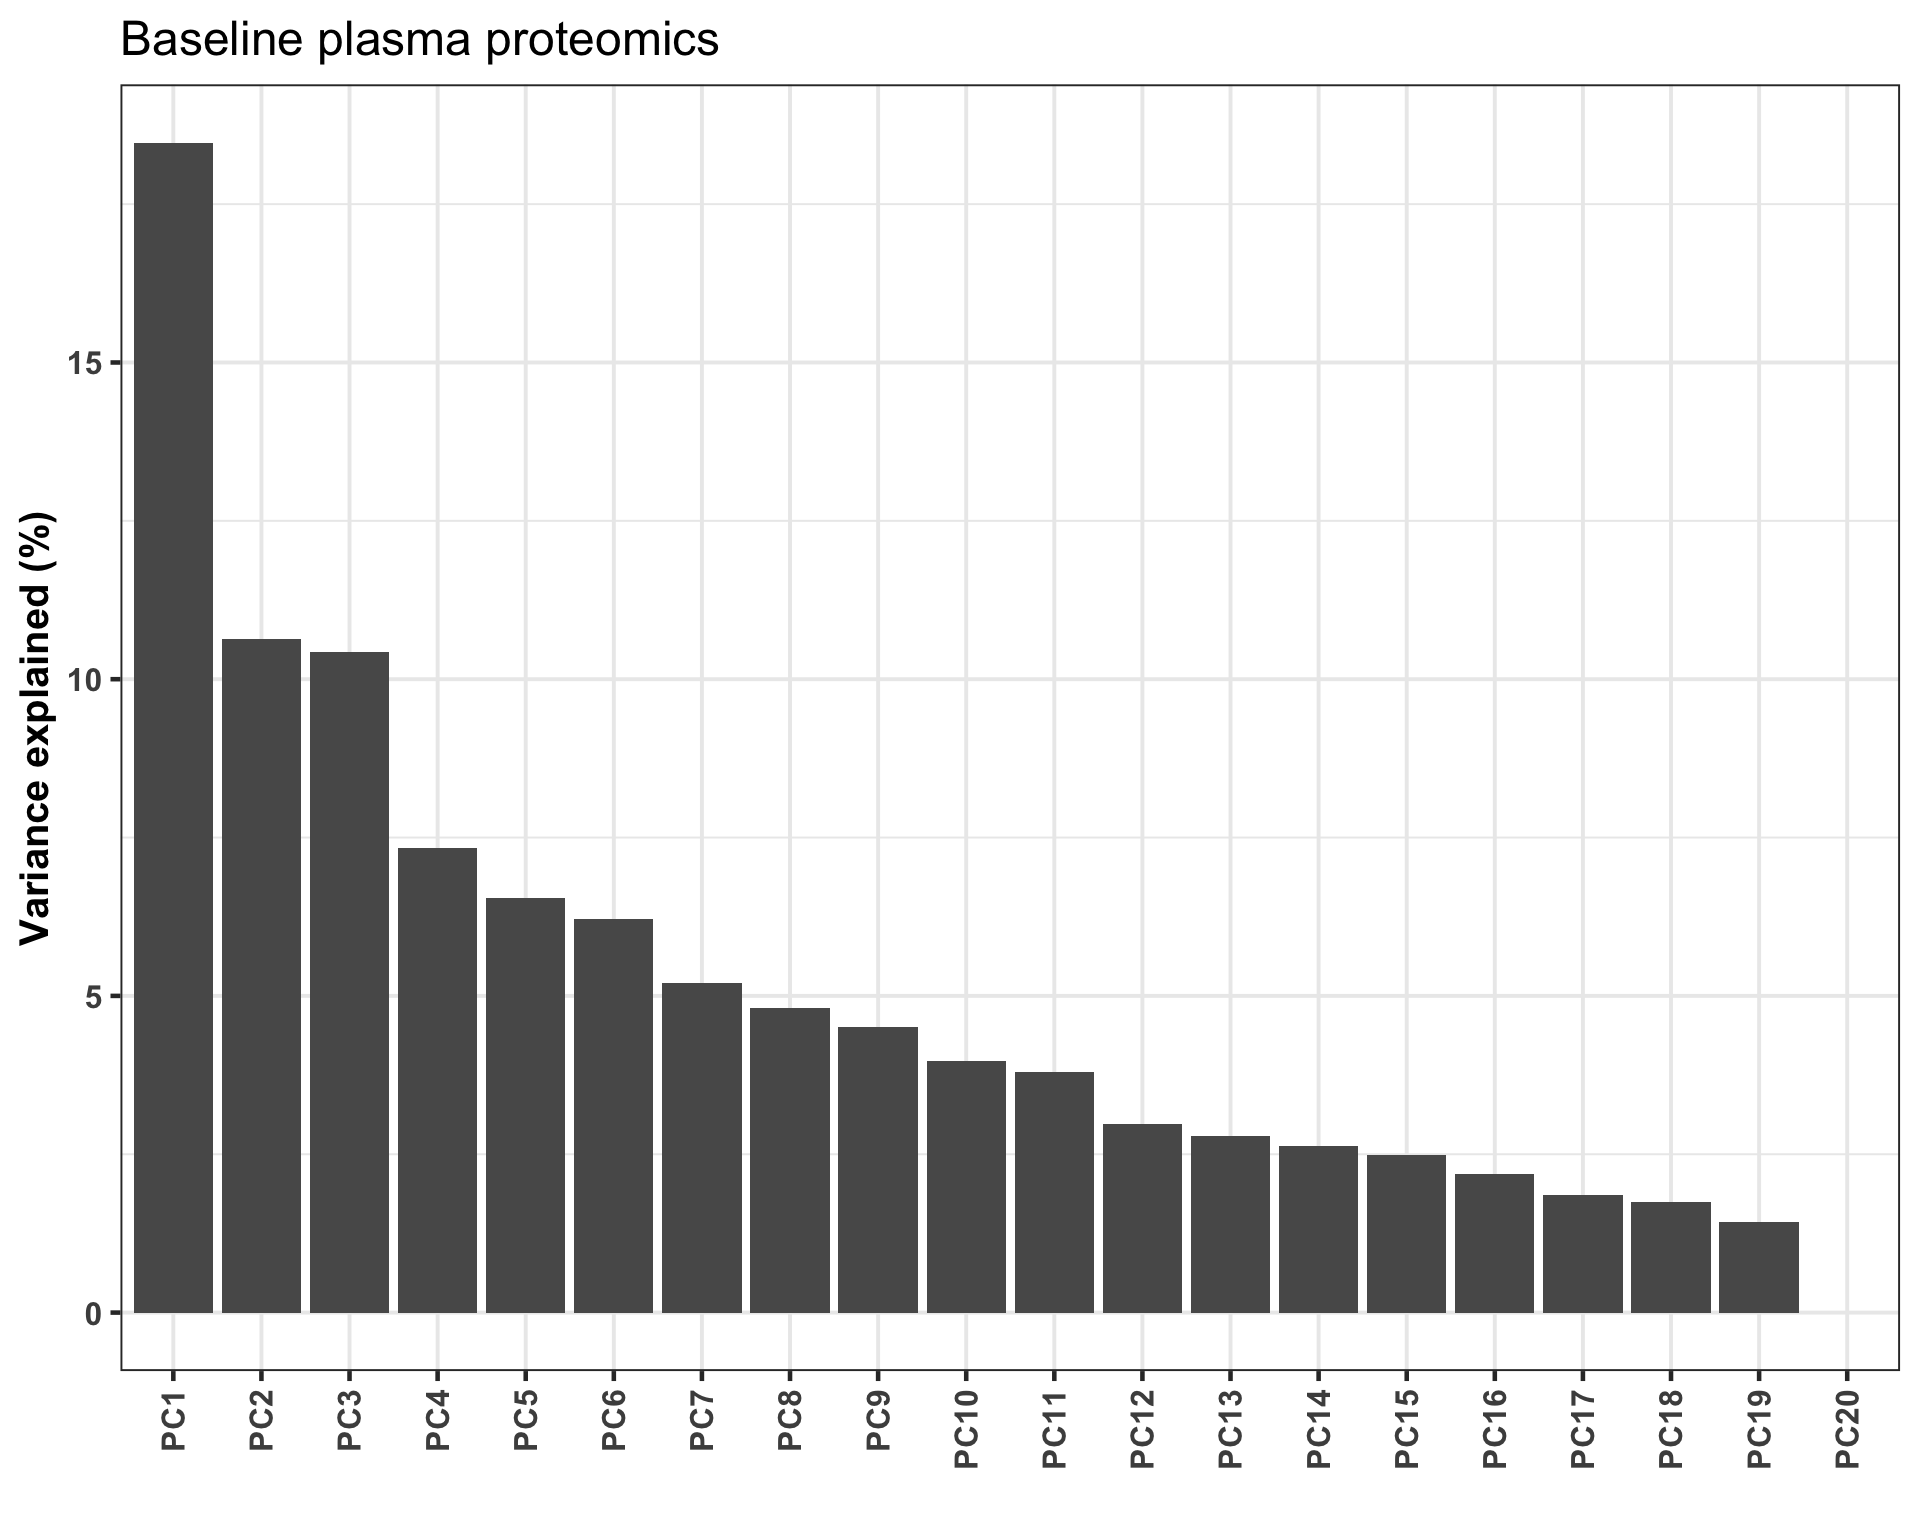 Baseline plasma proteomics
Variance explained (%)
15
10
5
0
PC1
PC2
PC3
PC4
PC5
PC6
PC7
PC8
PC9
PC10
PC11
PC12
PC13
PC14
PC15
PC16
PC17
PC18
PC19
PC20